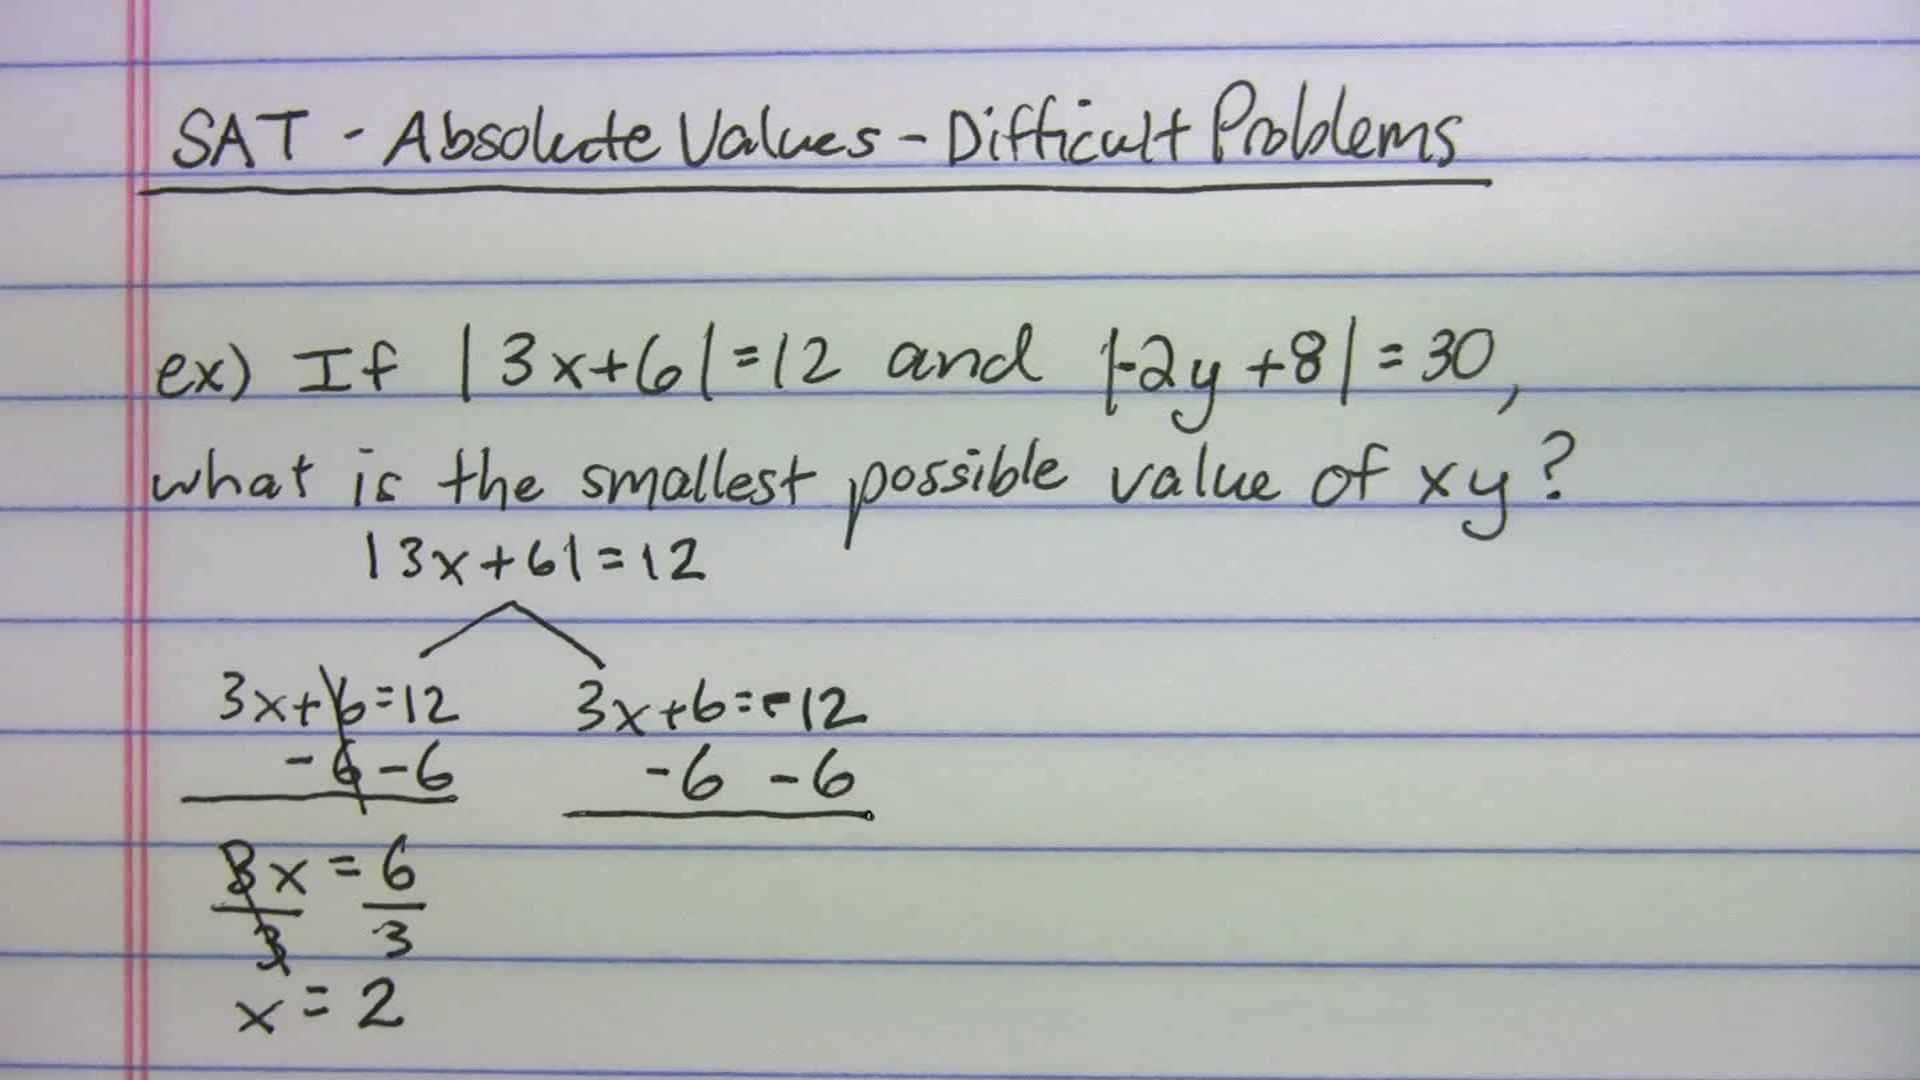 SAT - Absolute Values - Difficult Problems
ex) If |3x+6|=12 and |-2y+8|=30,
what is the smallest possible value of xy?
|3x+6|=12
3x+6=12 3x+6=-12
-6 -6 -6 -6
3x = 6
3 3
x = 2